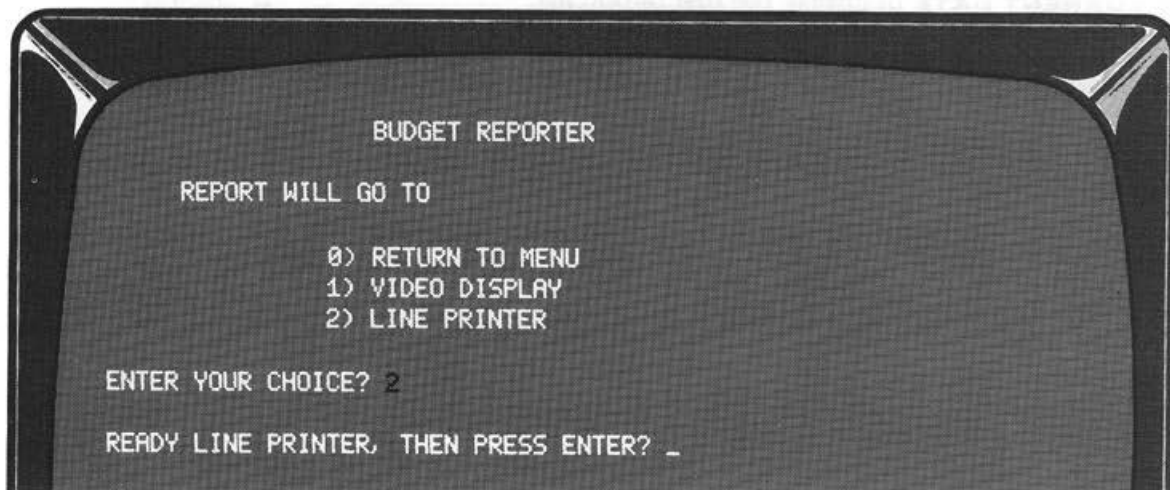 BUDGET REPORTER
REPORT WILL GO TO
0) RETURN TO MENU
1) VIDEO DISPLAY
2) LINE PRINTER
ENTER YOUR CHOICE? 2
READY LINE PRINTER, THEN PRESS ENTER? _